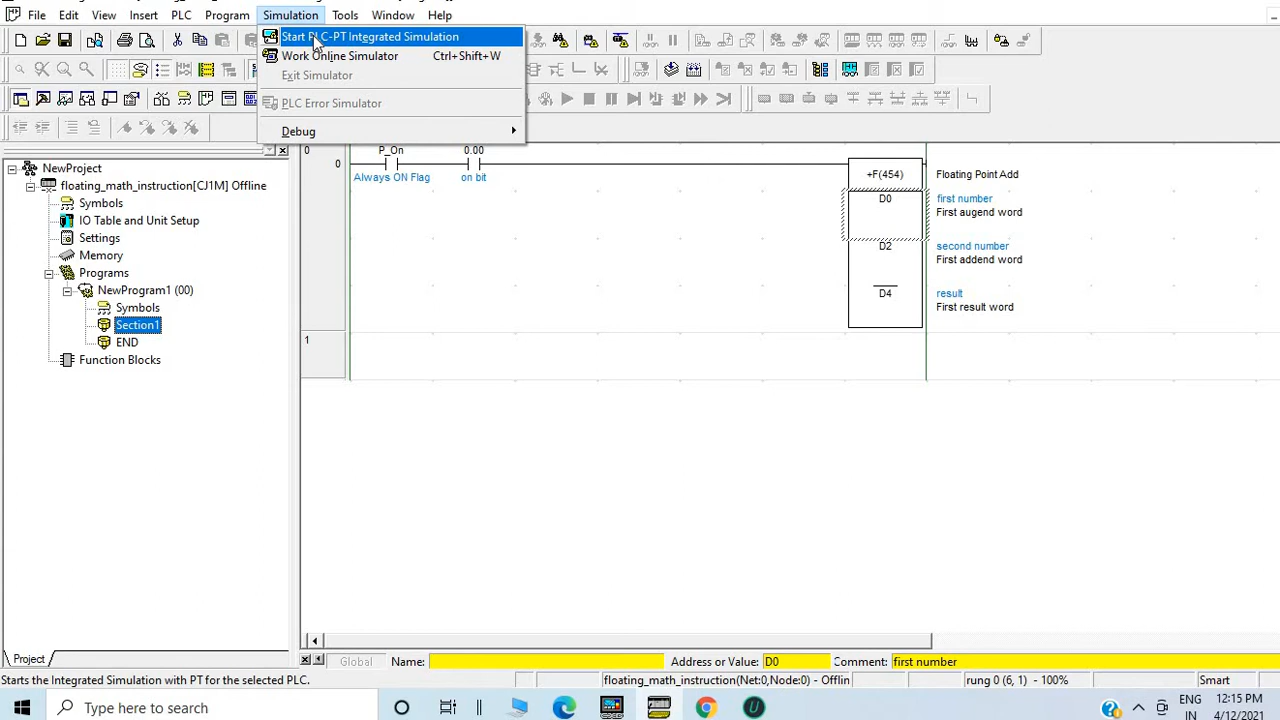 File Edit View Insert PLC Program Simulation Tools Window Help
Start PLC-PT Integrated Simulation
Work Online Simulator Ctrl+Shift+W
Exit Simulator
PLC Error Simulator
Debug
NewProject
floating_math_instruction[CJ1M] Offline
Symbols
IO Table and Unit Setup
Settings
Memory
Programs
NewProgram1 (00)
Symbols
Section1
END
Function Blocks
Project
0
0
P_On
Always ON Flag
0.00
on bit
+F(454)
Floating Point Add
D0
first number
First augend word
D2
second number
First addend word
D4
result
First result word
1
Global Name: Address or Value: D0 Comment: first number
Starts the Integrated Simulation with PT for the selected PLC.
floating_math_instruction(Net:0,Node:0) - Offlin
rung 0 (6, 1) - 100%
Smart
Type here to search
ENG
IN
12:15 PM
4/12/2021